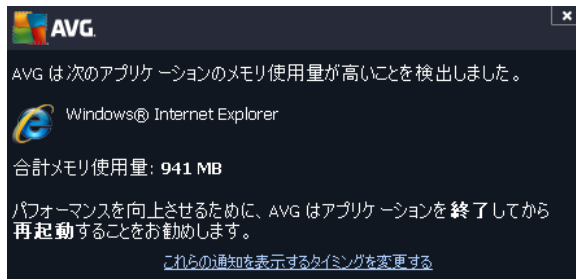 AVG.
AVG は次のアプリケーションのメモリ使用量が高いことを検出しました。
Windows® Internet Explorer
合計メモリ使用量: 941 MB
パフォーマンスを向上させるために、AVG はアプリケーションを終了してから
再起動することをお勧めします。
これらの通知を表示するタイミングを変更する